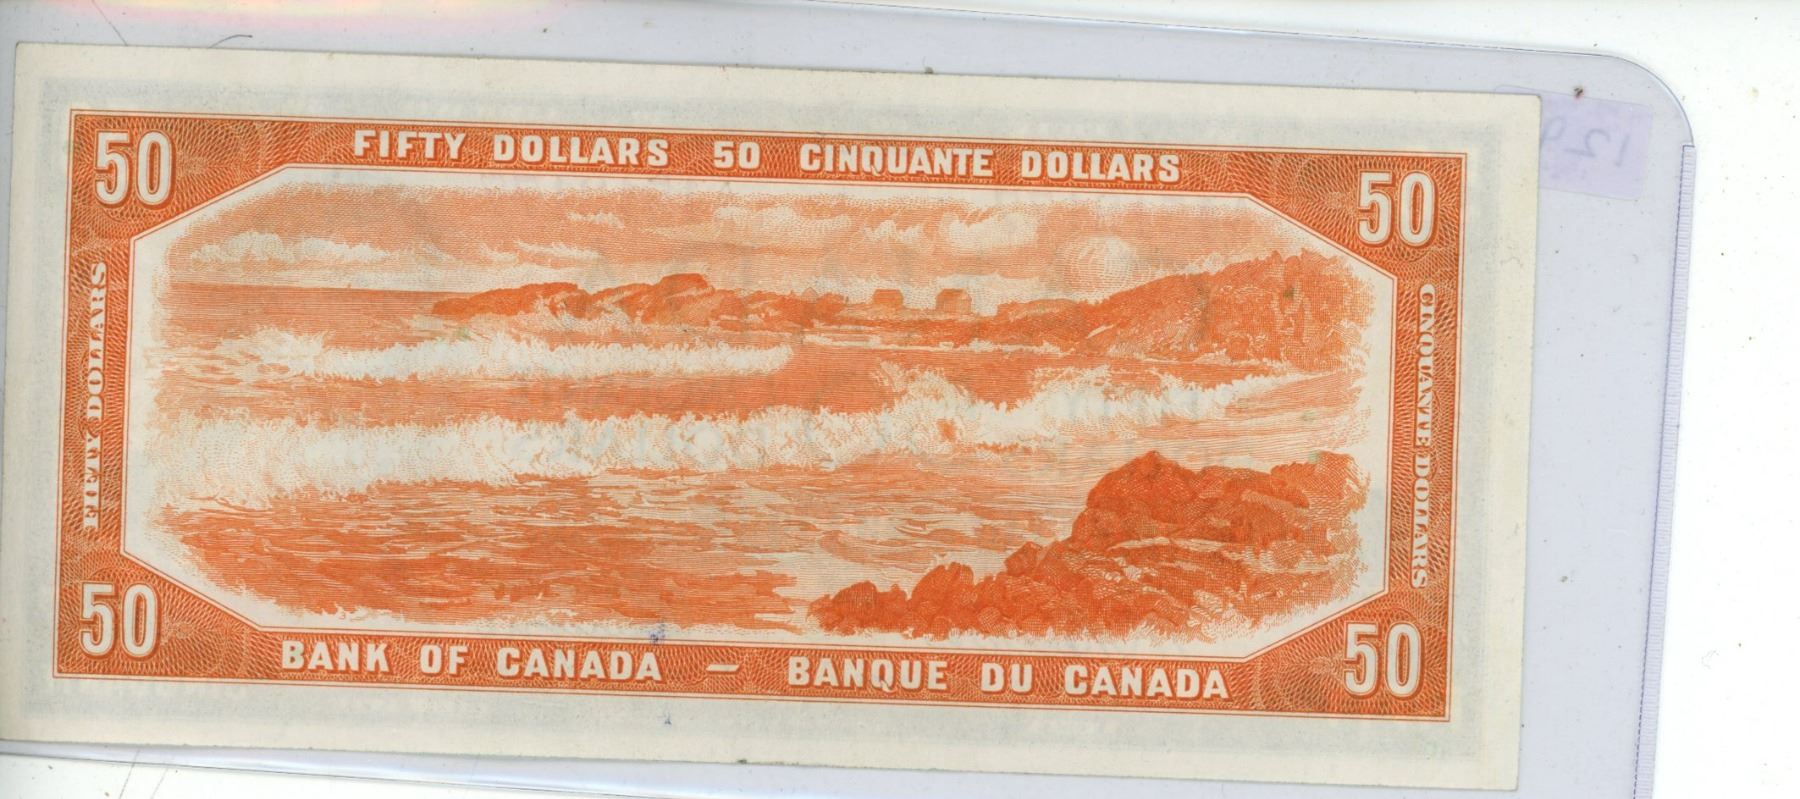 50
FIFTY DOLLARS 50 CINQUANTE DOLLARS
50
FIFTY DOLLARS
CINQUANTE DOLLARS
50
BANK OF CANADA – BANQUE DU CANADA
50